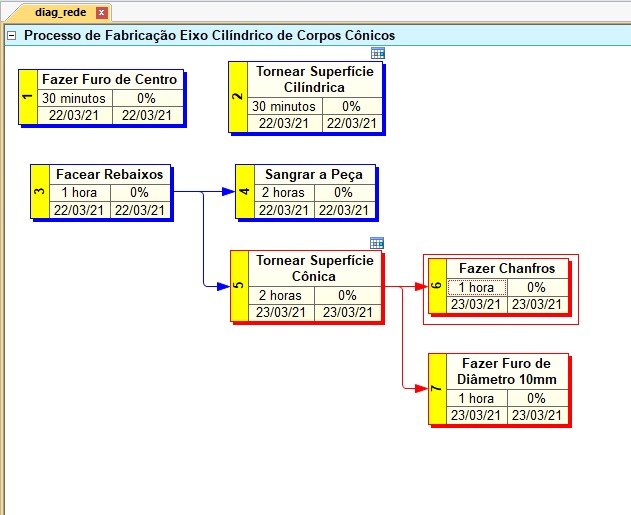 diag_rede
Processo de Fabricação Eixo Cilíndrico de Corpos Cônicos
1
Fazer Furo de Centro
30 minutos 0%
22/03/21 22/03/21
2
Tornear Superfície
Cilíndrica
30 minutos 0%
22/03/21 22/03/21
3
Facear Rebaixos
1 hora 0%
22/03/21 22/03/21
4
Sangrar a Peça
2 horas 0%
22/03/21 22/03/21
5
Tornear Superfície
Cônica
2 horas 0%
23/03/21 23/03/21
6
Fazer Chanfros
1 hora 0%
23/03/21 23/03/21
7
Fazer Furo de
Diâmetro 10mm
1 hora 0%
23/03/21 23/03/21